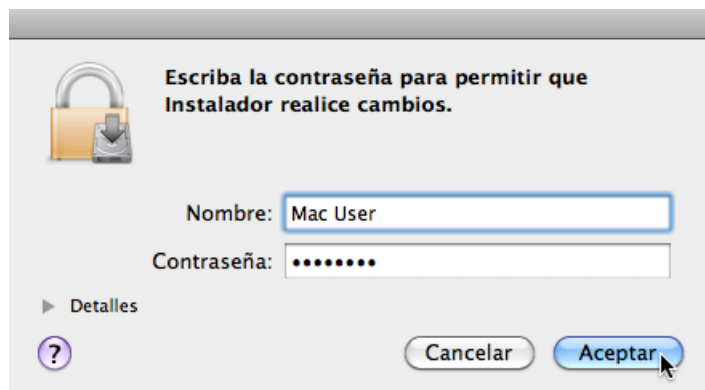 Escriba la contraseña para permitir que
Instalador realice cambios.
Nombre: Mac User
Contraseña: ••••••••
Detalles
? Cancelar Aceptar